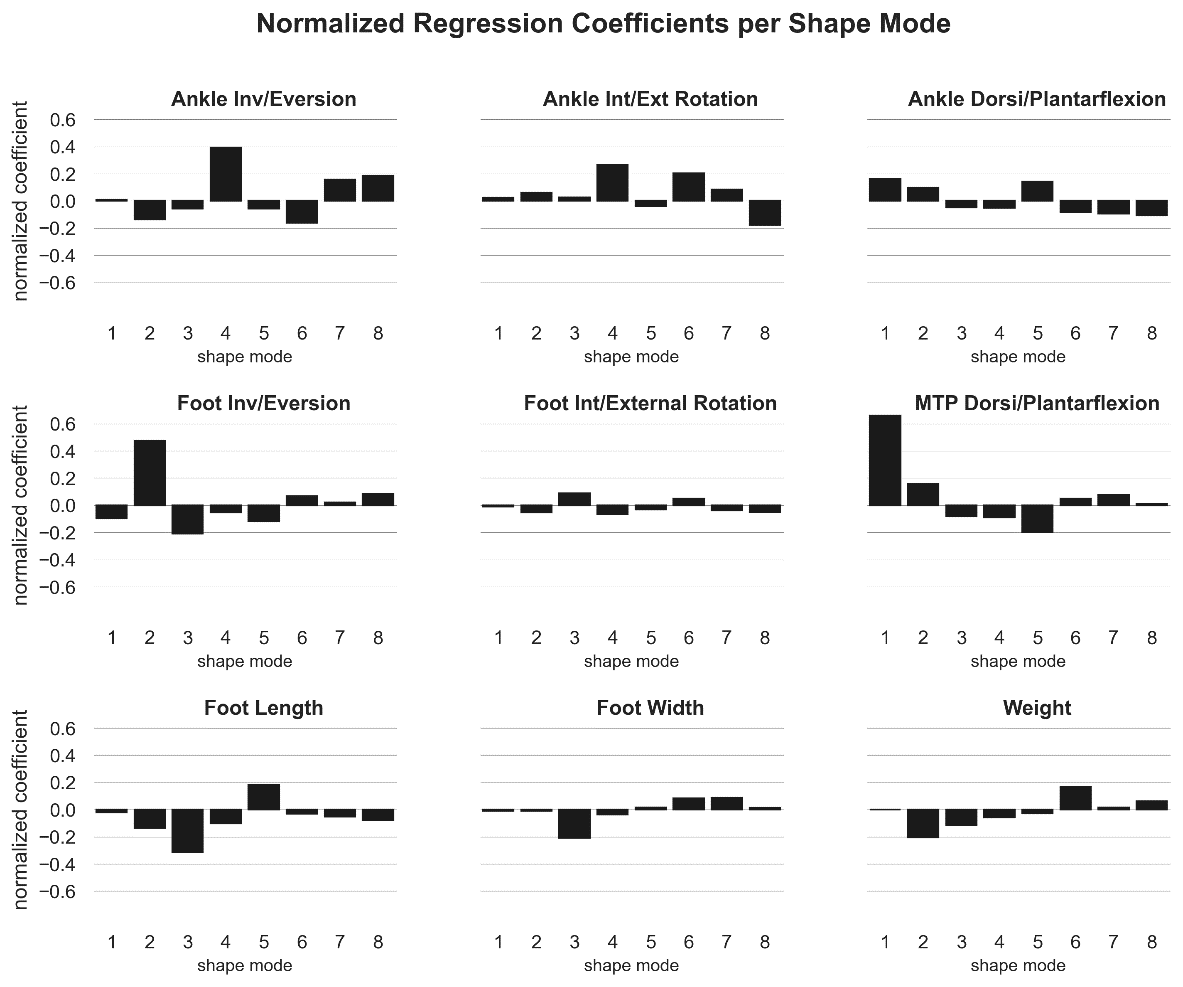 Normalized Regression Coefficients per Shape Mode
Ankle Inv/Eversion
Ankle Int/Ext Rotation
Ankle Dorsi/Plantarflexion
normalized coefficient
0.6
0.4
0.2
0.0
−0.2
−0.4
−0.6
1 2 3 4 5 6 7 8
1 2 3 4 5 6 7 8
1 2 3 4 5 6 7 8
shape mode
shape mode
shape mode
Foot Inv/Eversion
Foot Int/External Rotation
MTP Dorsi/Plantarflexion
normalized coefficient
0.6
0.4
0.2
0.0
−0.2
−0.4
−0.6
1 2 3 4 5 6 7 8
1 2 3 4 5 6 7 8
1 2 3 4 5 6 7 8
shape mode
shape mode
shape mode
Foot Length
Foot Width
Weight
normalized coefficient
0.6
0.4
0.2
0.0
−0.2
−0.4
−0.6
1 2 3 4 5 6 7 8
1 2 3 4 5 6 7 8
1 2 3 4 5 6 7 8
shape mode
shape mode
shape mode